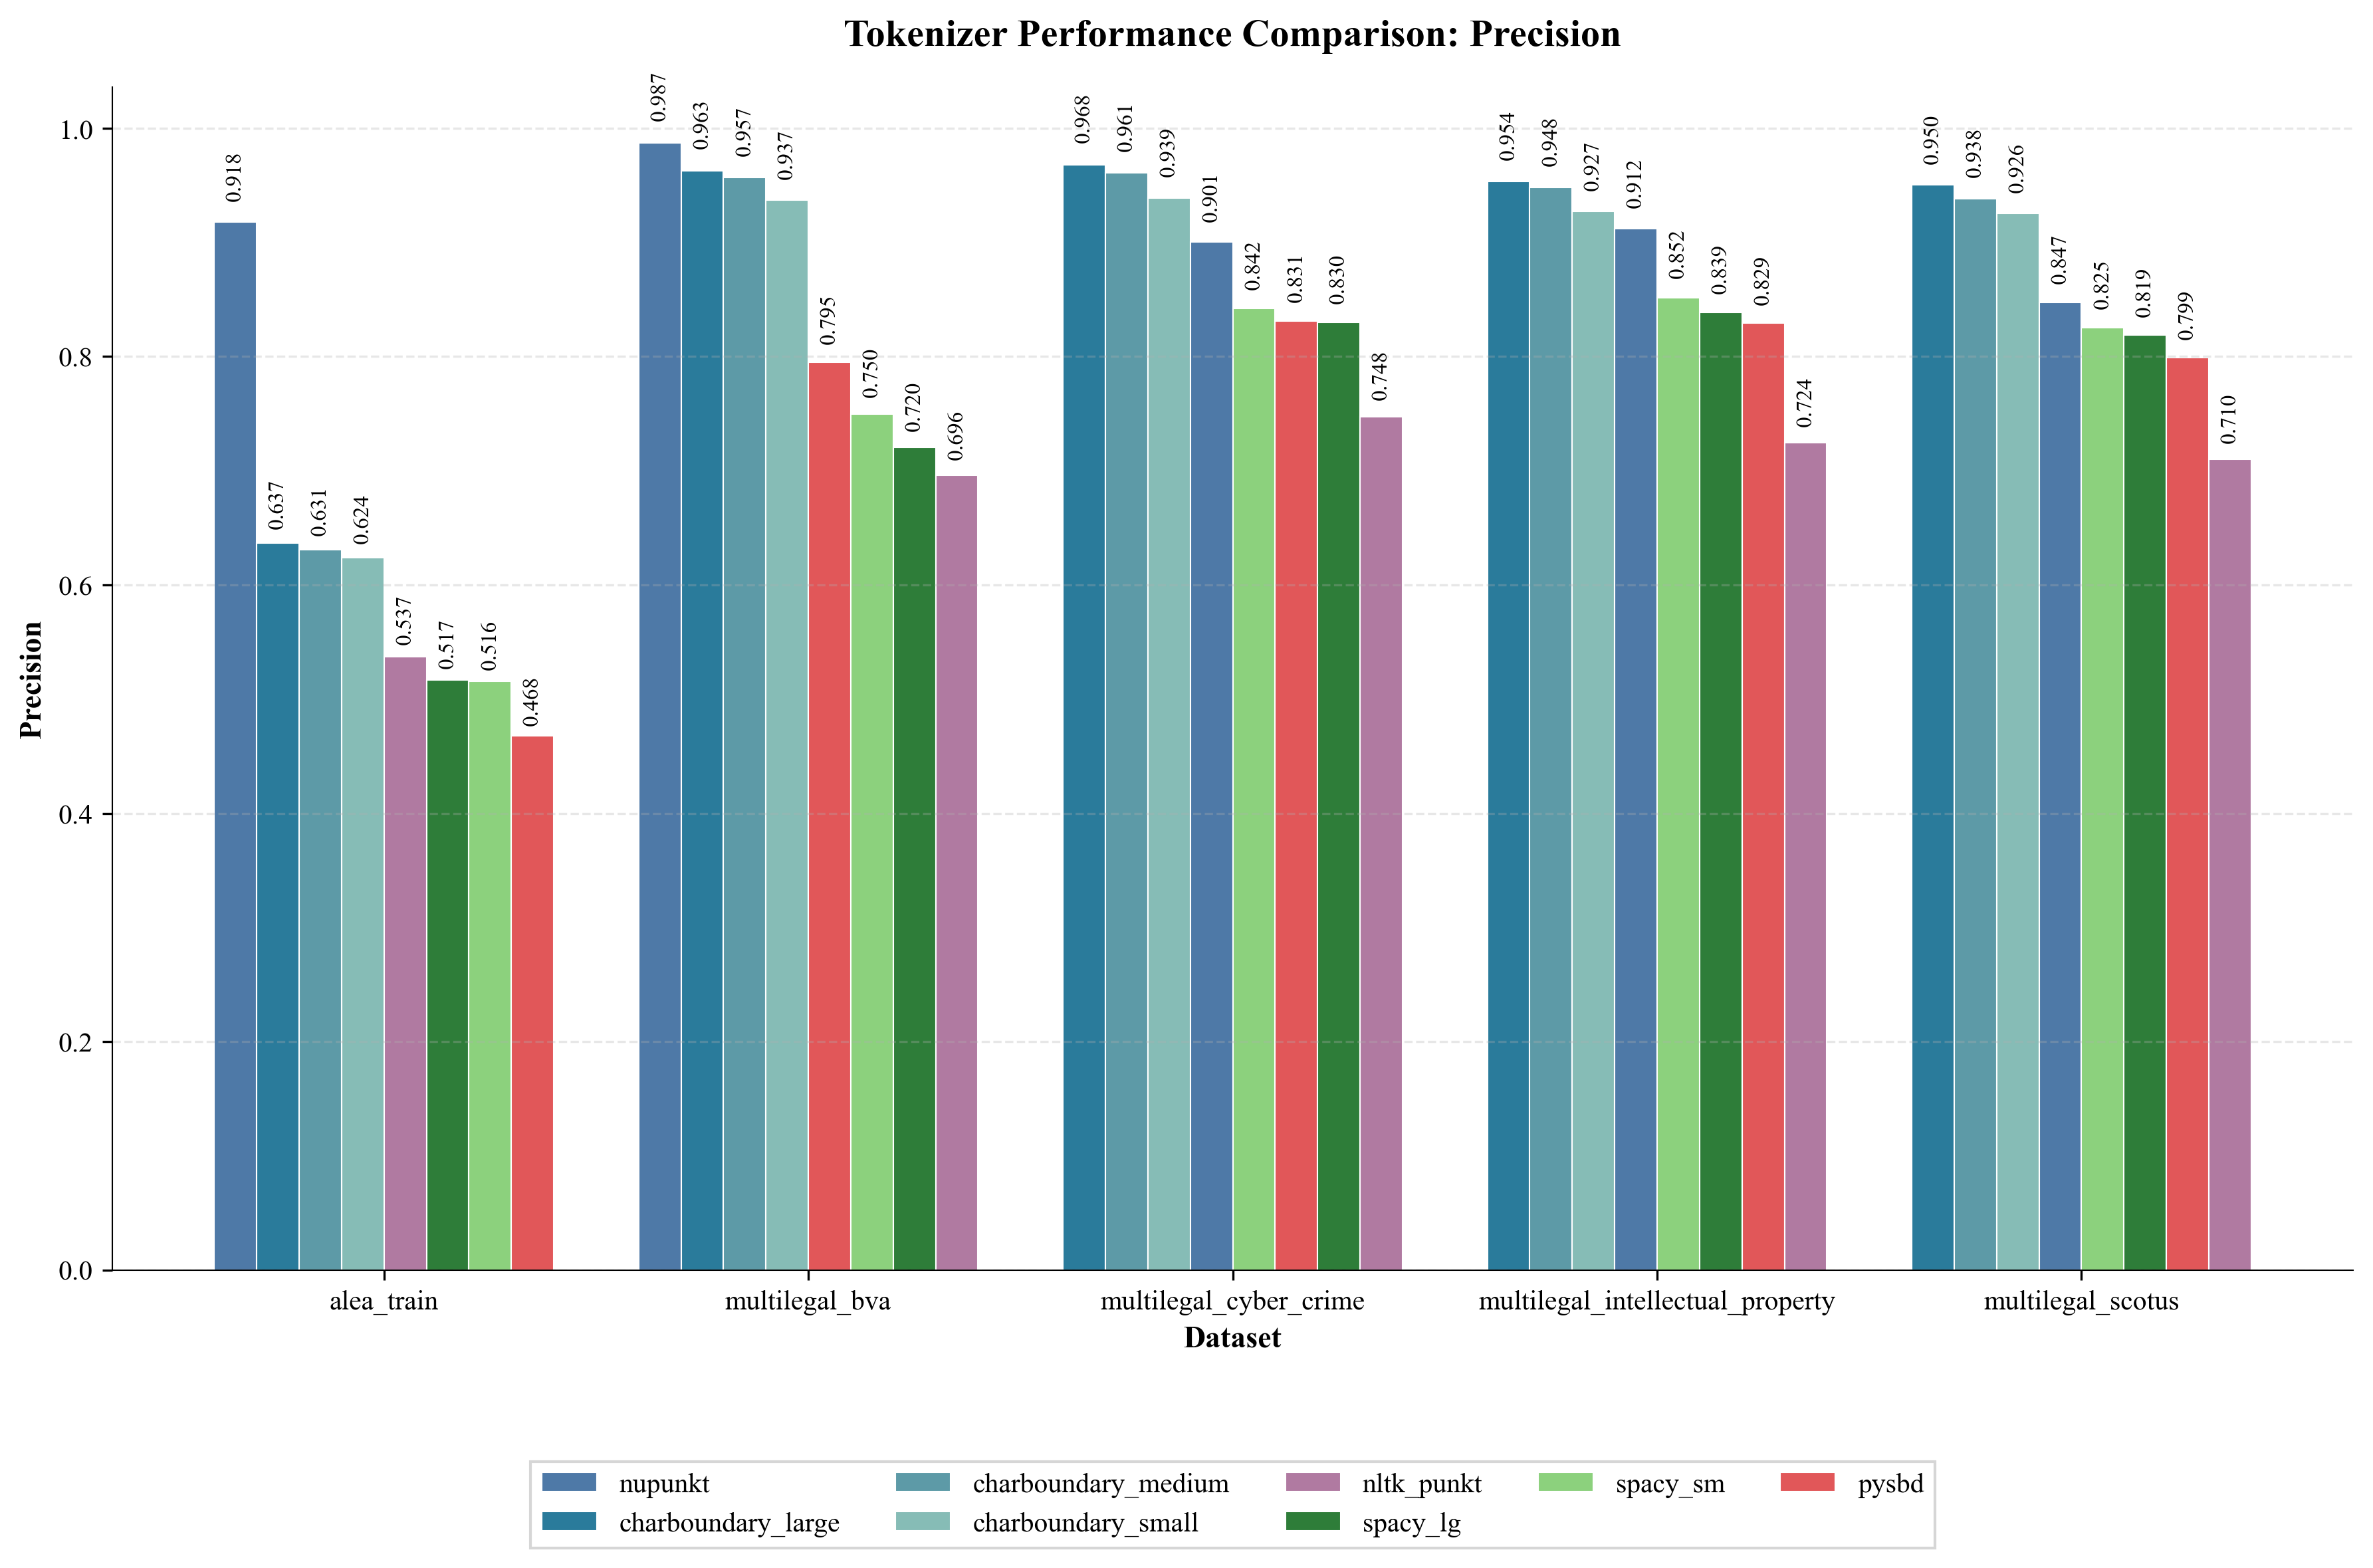 Tokenizer Performance Comparison: Precision
Precision
1.0
0.8
0.6
0.4
0.2
0.0
0.918
0.637
0.631
0.624
0.537
0.517
0.516
0.468
0.987
0.963
0.957
0.937
0.795
0.750
0.720
0.696
0.968
0.961
0.939
0.901
0.842
0.831
0.830
0.748
0.954
0.948
0.927
0.912
0.852
0.839
0.829
0.724
0.950
0.938
0.926
0.847
0.825
0.819
0.799
0.710
alea_train
multilegal_bva
multilegal_cyber_crime
multilegal_intellectual_property
multilegal_scotus
Dataset
nupunkt
charboundary_large
charboundary_medium
charboundary_small
nltk_punkt
spacy_lg
spacy_sm
pysbd